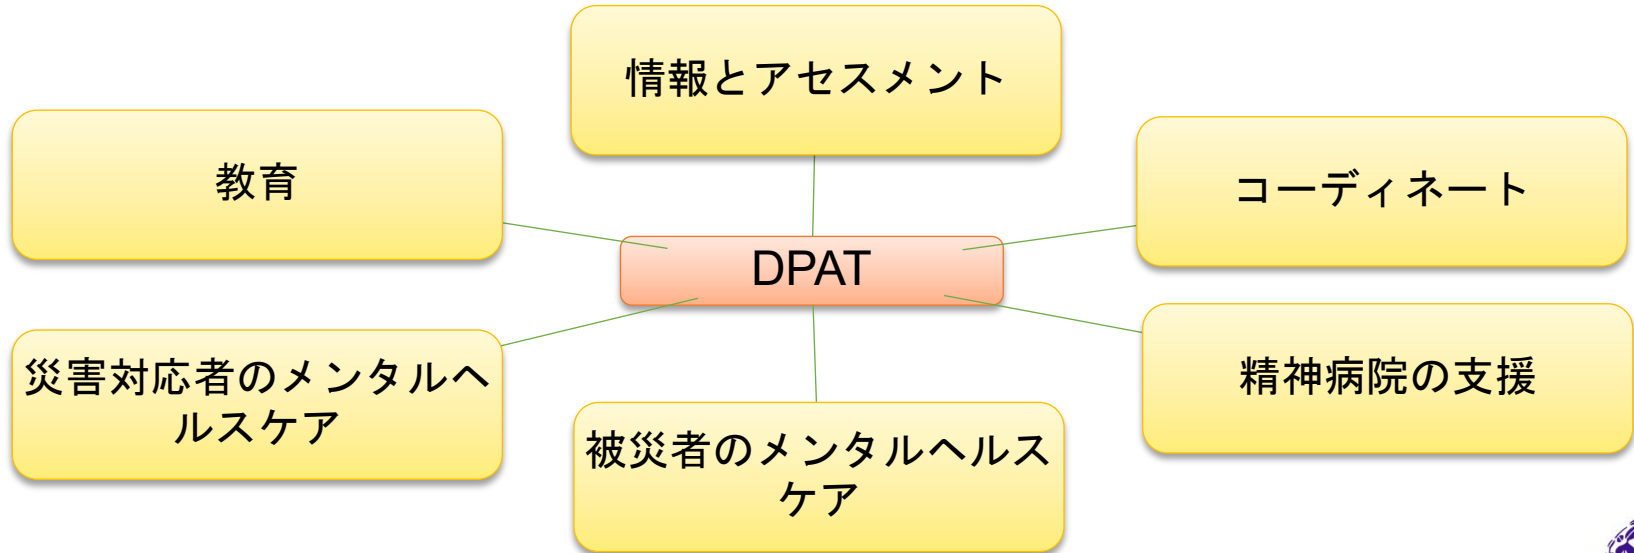 情報とアセスメント
教育
コーディネート
DPAT
災害対応者のメンタルヘ
ルスケア
精神病院の支援
被災者のメンタルヘルス
ケア